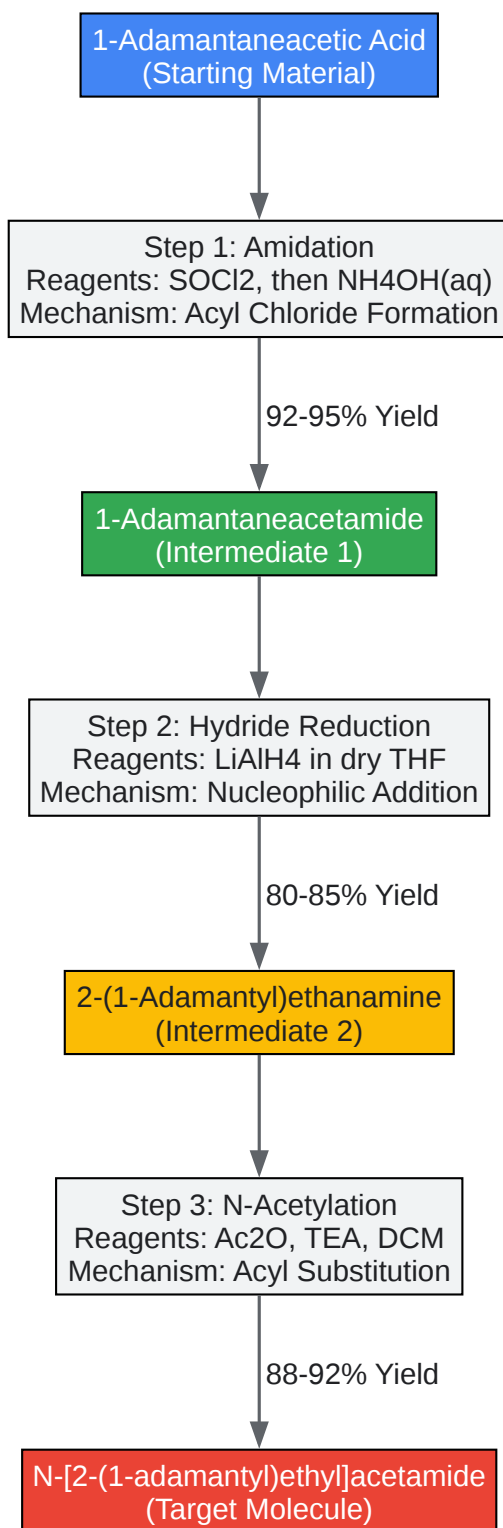 1-Adamantaneacetic Acid
(Starting Material)
Step 1: Amidation
Reagents: SOCl2, then NH4OH(aq)
Mechanism: Acyl Chloride Formation
92-95% Yield
1-Adamantaneacetamide
(Intermediate 1)
Step 2: Hydride Reduction
Reagents: LiAlH4 in dry THF
Mechanism: Nucleophilic Addition
80-85% Yield
2-(1-Adamantyl)ethanamine
(Intermediate 2)
Step 3: N-Acetylation
Reagents: Ac2O, TEA, DCM
Mechanism: Acyl Substitution
88-92% Yield
N-[2-(1-adamantyl)ethyl]acetamide
(Target Molecule)